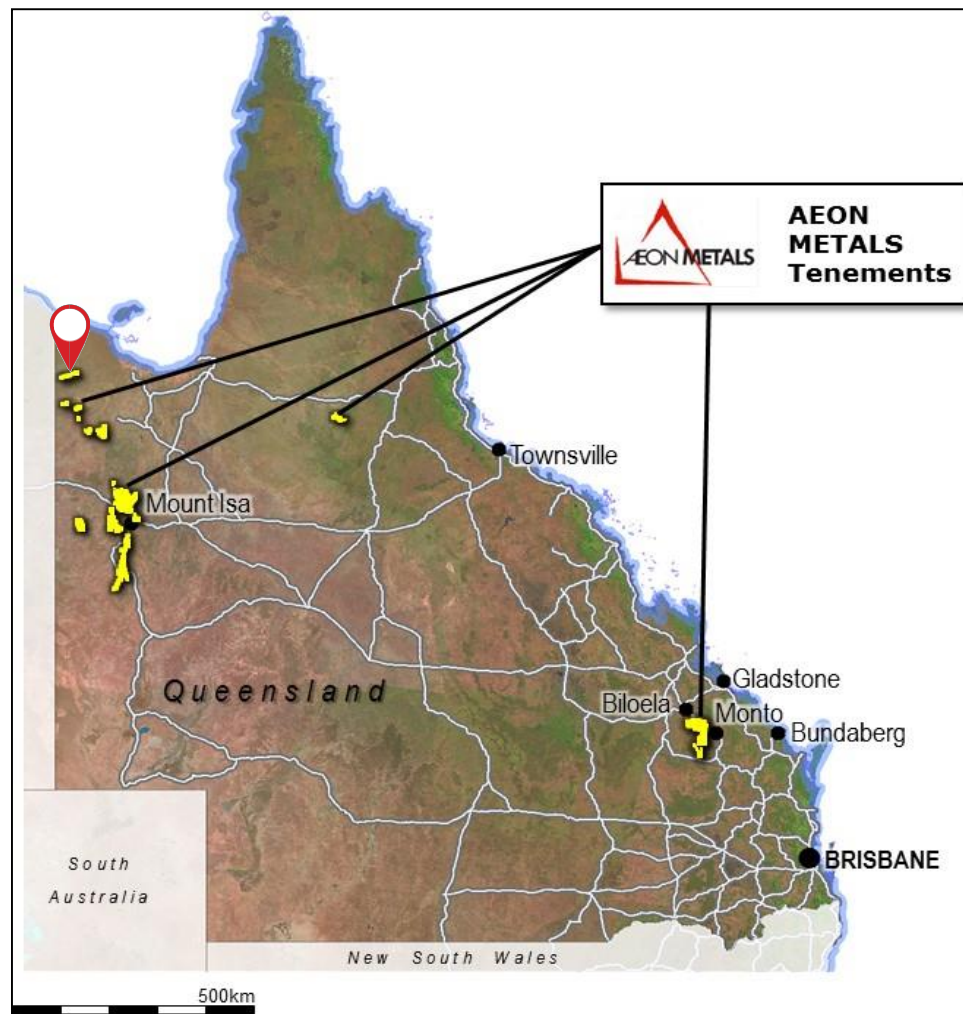 AEON METALS
AEON
METALS
Tenements
Townsville
Mount Isa
Queensland
Gladstone
Biloela
Monto
Bundaberg
BRISBANE
South
Australia
New South Wales
500km